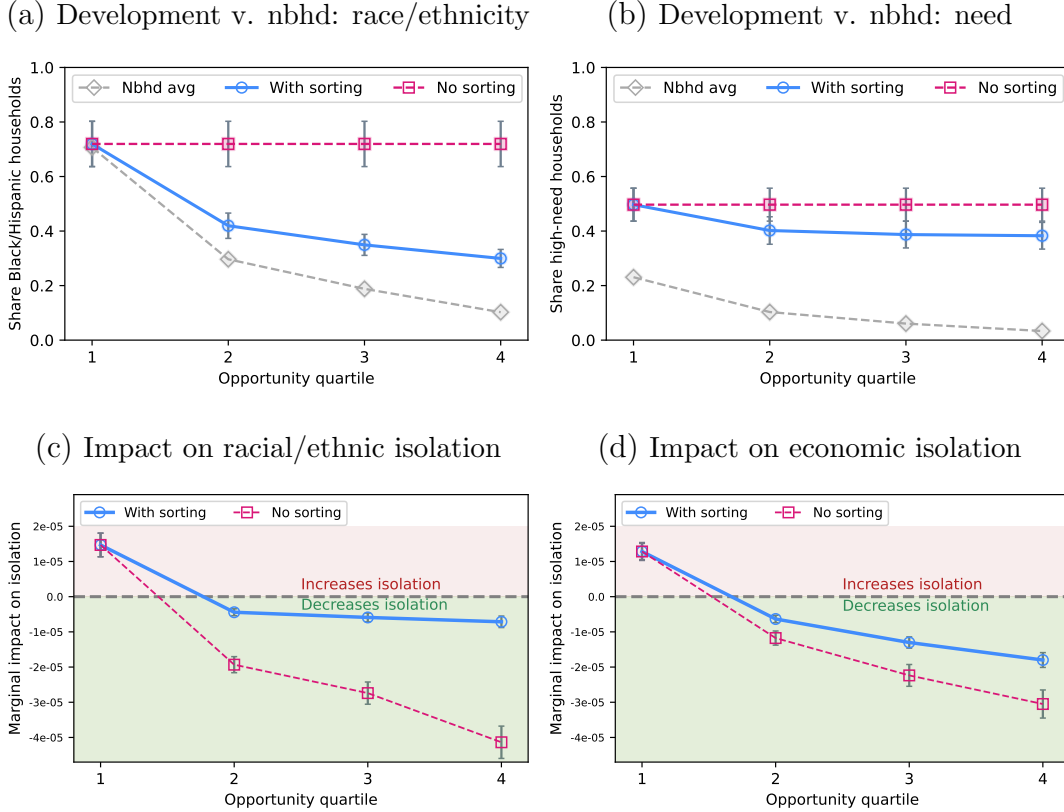 (a) Development v. nbhd: race/ethnicity
1.0
0.8
0.6
0.4
0.2
0.0
Share Black/Hispanic households
Nbhd avg
With sorting
No sorting
1 2 3 4
Opportunity quartile
(b) Development v. nbhd: need
1.0
0.8
0.6
0.4
0.2
0.0
Share high-need households
Nbhd avg
With sorting
No sorting
1 2 3 4
Opportunity quartile
(c) Impact on racial/ethnic isolation
2e-05
1e-05
0.0
-1e-05
-2e-05
-3e-05
-4e-05
Marginal impact on isolation
With sorting
No sorting
Increases isolation
Decreases isolation
1 2 3 4
Opportunity quartile
(d) Impact on economic isolation
2e-05
1e-05
0.0
-1e-05
-2e-05
-3e-05
-4e-05
Marginal impact on isolation
With sorting
No sorting
Increases isolation
Decreases isolation
1 2 3 4
Opportunity quartile